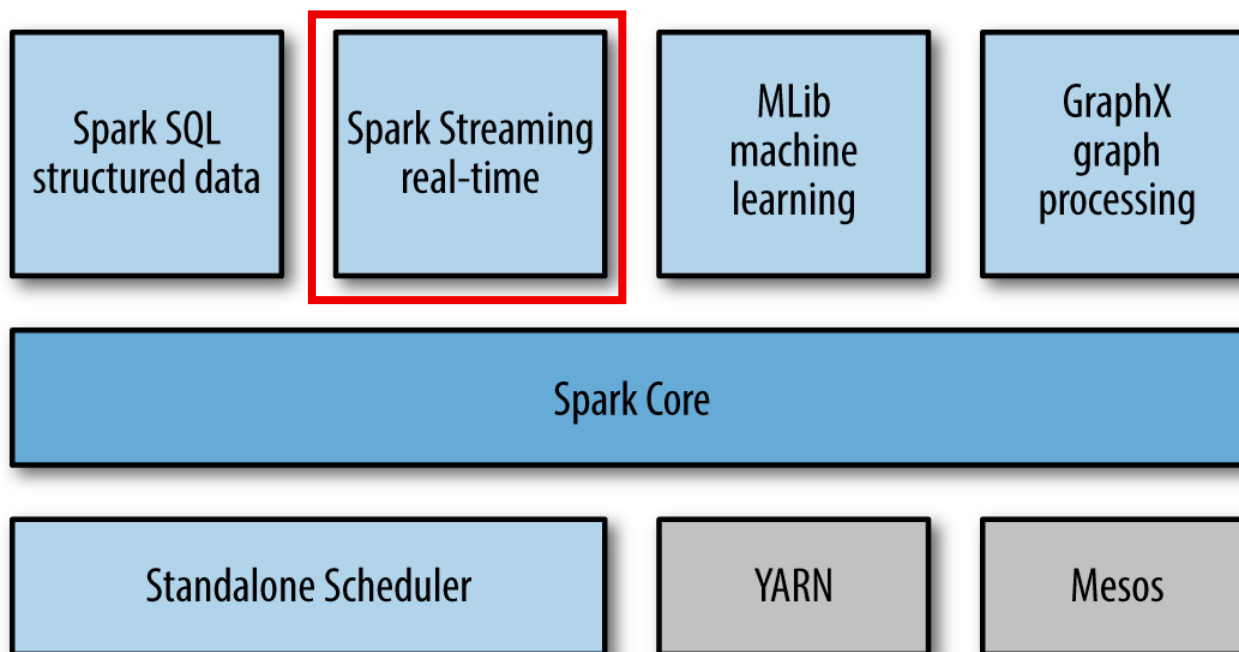 Spark SQL
structured data
Spark Streaming
real-time
MLib
machine
learning
GraphX
graph
processing
Spark Core
Standalone Scheduler
YARN
Mesos